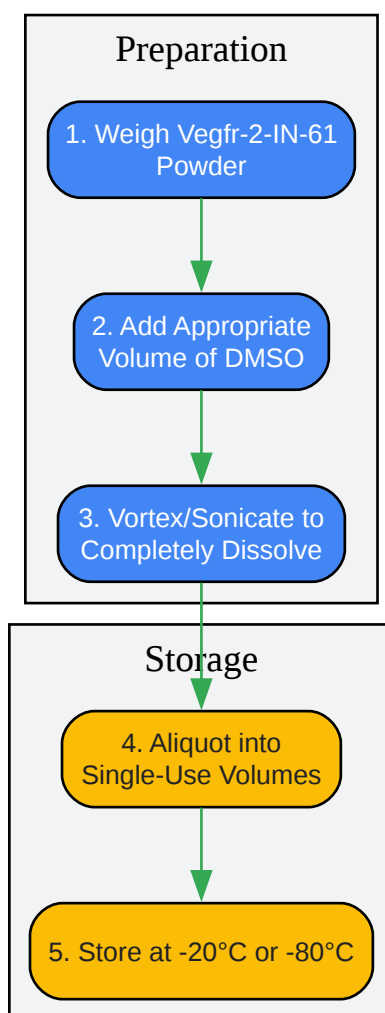 Preparation
1. Weigh Vegfr-2-IN-61
Powder
2. Add Appropriate
Volume of DMSO
3. Vortex/Sonicate to
Completely Dissolve
Storage
4. Aliquot into
Single-Use Volumes
5. Store at -20°C or -80°C